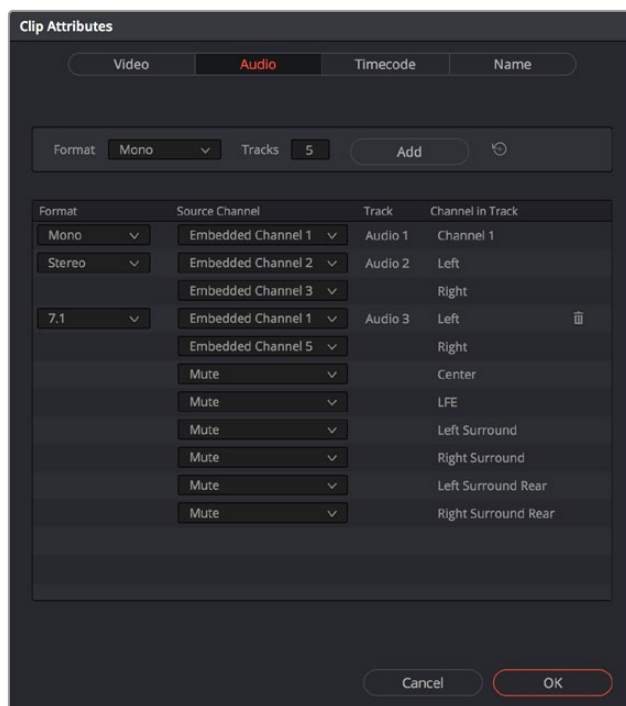 Clip Attributes
Video Audio Timecode Name
Format Mono Tracks 5 Add
Format Source Channel Track Channel in Track
Mono Embedded Channel 1 Audio 1 Channel 1
Stereo Embedded Channel 2 Audio 2 Left
Embedded Channel 3 Right
7.1 Embedded Channel 1 Audio 3 Left
Embedded Channel 5 Right
Mute Center
Mute LFE
Mute Left Surround
Mute Right Surround
Mute Left Surround Rear
Mute Right Surround Rear
Cancel OK